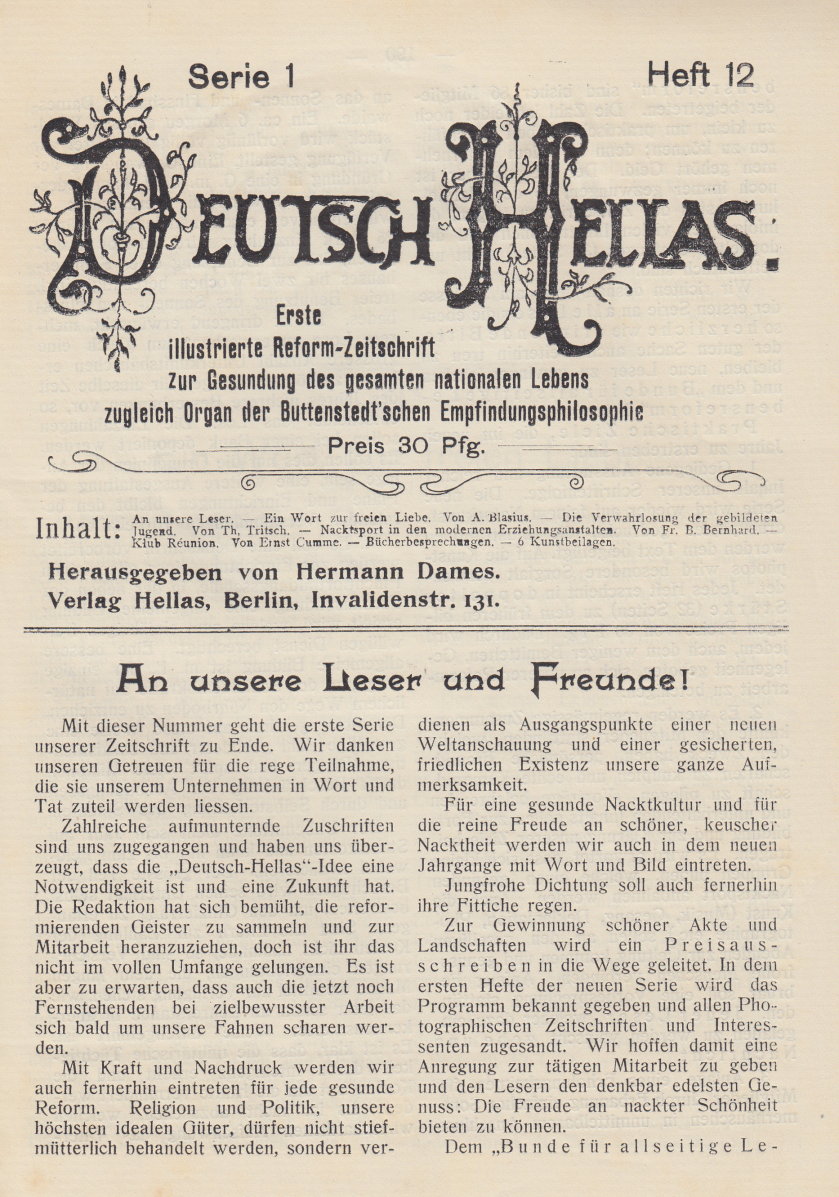 Serie 1
Heft 12
DEUTSCH HELLAS.
Erste
illustrierte Reform-Zeitschrift
zur Gesundung des gesamten nationalen Lebens
zugleich Organ der Buttenstedt'schen Empfindungsphilosophie
Preis 30 Pfg.
Inhalt: An unsere Leser. — Ein Wort zur freien Liebe. Von A. Blasius. — Die Verwahrlosung der gebildeten
Jugend. Von Th. Tritsch. — Nacktsport in den modernen Erziehungsanstalten. Von Fr. B. Bernhard. —
Klub Réunion. Von Ernst Cumme. — Bücherbesprechungen. — 6 Kunstbeilagen.
Herausgegeben von Hermann Dames.
Verlag Hellas, Berlin, Invalidenstr. 131.
An unsere Leser und Freunde!
Mit dieser Nummer geht die erste Serie
unserer Zeitschrift zu Ende. Wir danken
unseren Getreuen für die rege Teilnahme,
die sie unserem Unternehmen in Wort und
Tat zuteil werden liessen.
Zahlreiche aufmunternde Zuschriften
sind uns zugegangen und haben uns über-
zeugt, dass die „Deutsch-Hellas“-Idee eine
Notwendigkeit ist und eine Zukunft hat.
Die Redaktion hat sich bemüht, die refor-
mierenden Geister zu sammeln und zur
Mitarbeit heranzuziehen, doch ist ihr das
nicht im vollen Umfange gelungen. Es ist
aber zu erwarten, dass auch die jetzt noch
Fernstehenden bei zielbewusster Arbeit
sich bald um unsere Fahnen scharen wer-
den.
Mit Kraft und Nachdruck werden wir
auch fernerhin eintreten für jede gesunde
Reform. Religion und Politik, unsere
höchsten idealen Güter, dürfen nicht stief-
mütterlich behandelt werden, sondern ver-
dienen als Ausgangspunkte einer neuen
Weltanschauung und einer gesicherten,
friedlichen Existenz unsere ganze Auf-
merksamkeit.
Für eine gesunde Nacktkultur und für
die reine Freude an schöner, keuscher
Nacktheit werden wir auch in dem neuen
Jahrgange mit Wort und Bild eintreten.
Jungfrohe Dichtung soll auch fernerhin
ihre Fittiche regen.
Zur Gewinnung schöner Akte und
Landschaften wird ein Preisaus-
schreiben in die Wege geleitet. In dem
ersten Hefte der neuen Serie wird das
Programm bekannt gegeben und allen Pho-
tographischen Zeitschriften und Interes-
senten zugesandt. Wir hoffen damit eine
Anregung zur tätigen Mitarbeit zu geben
und den Lesern den denkbar edelsten Ge-
nuss: Die Freude an nackter Schönheit
bieten zu können.
Dem „Bunde für allseitige Le-